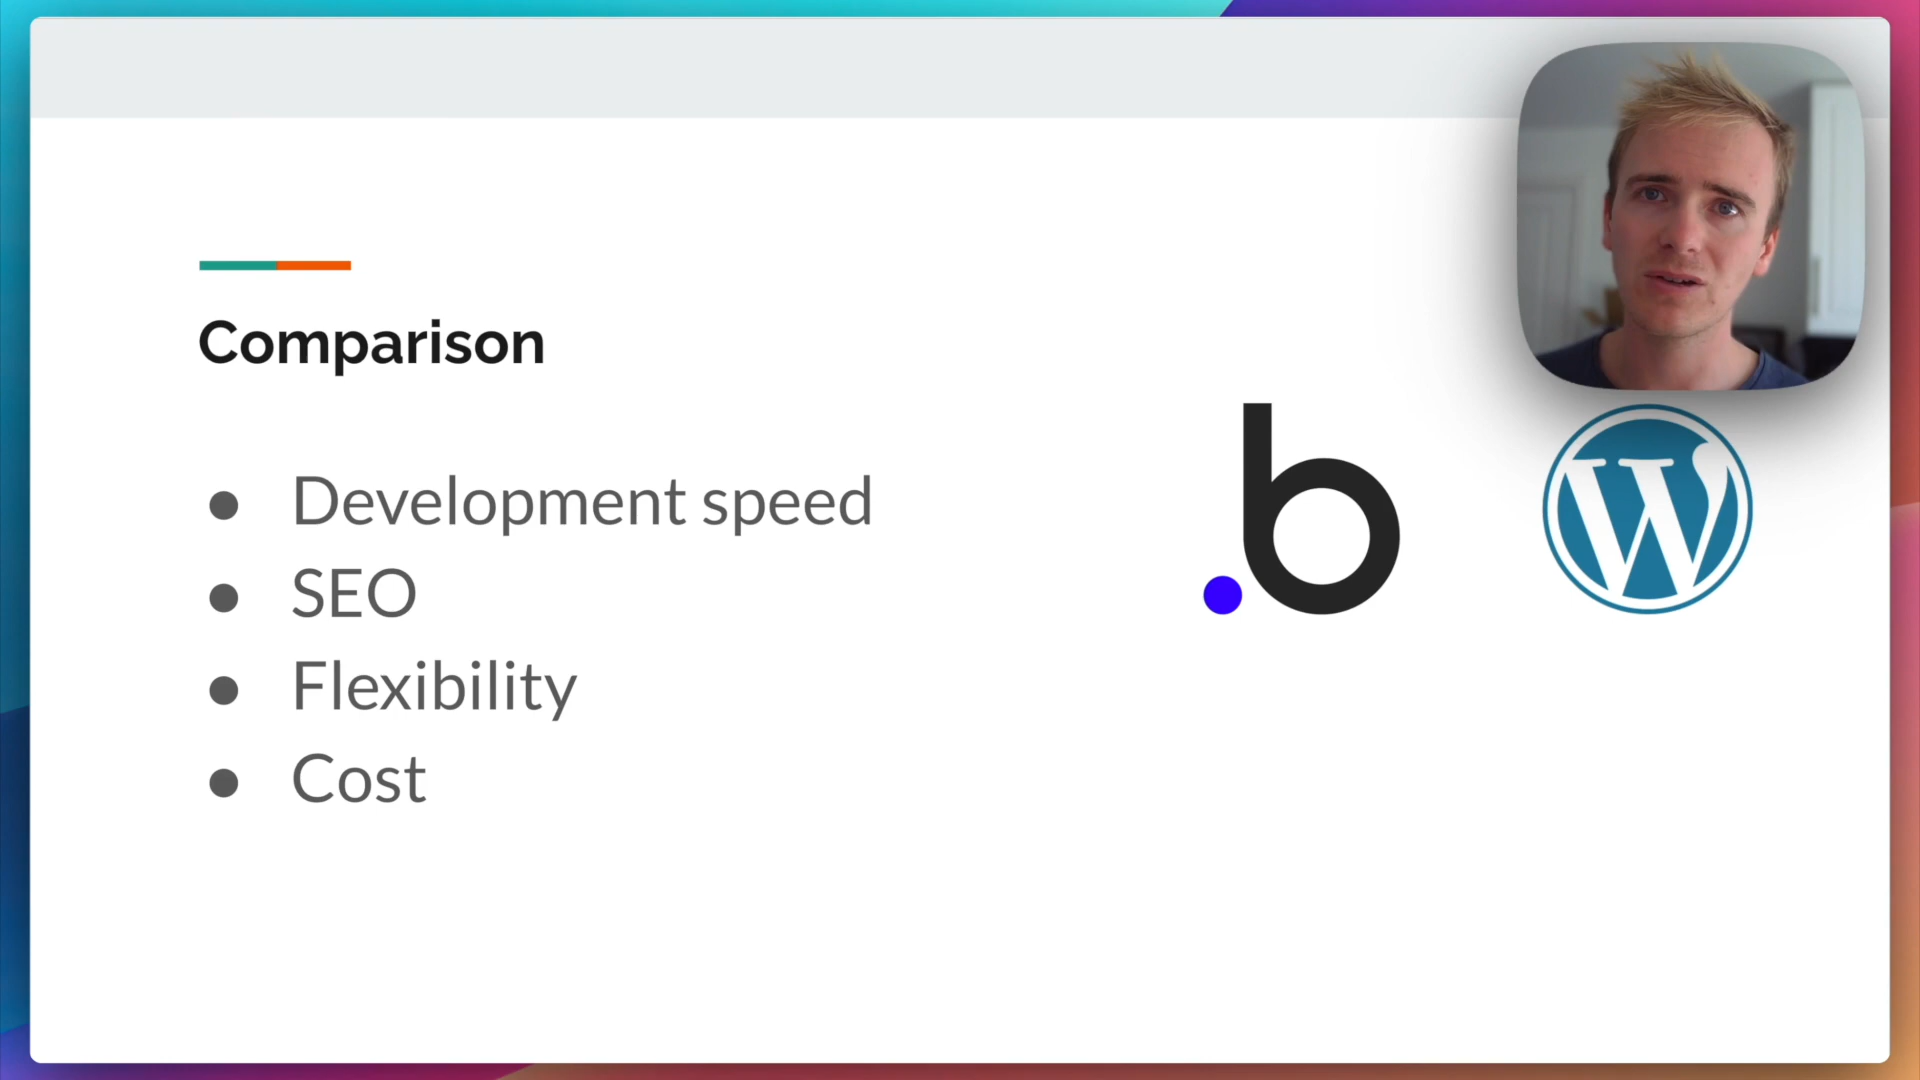 Comparison
Development speed
SEO
Flexibility
Cost
.b
W